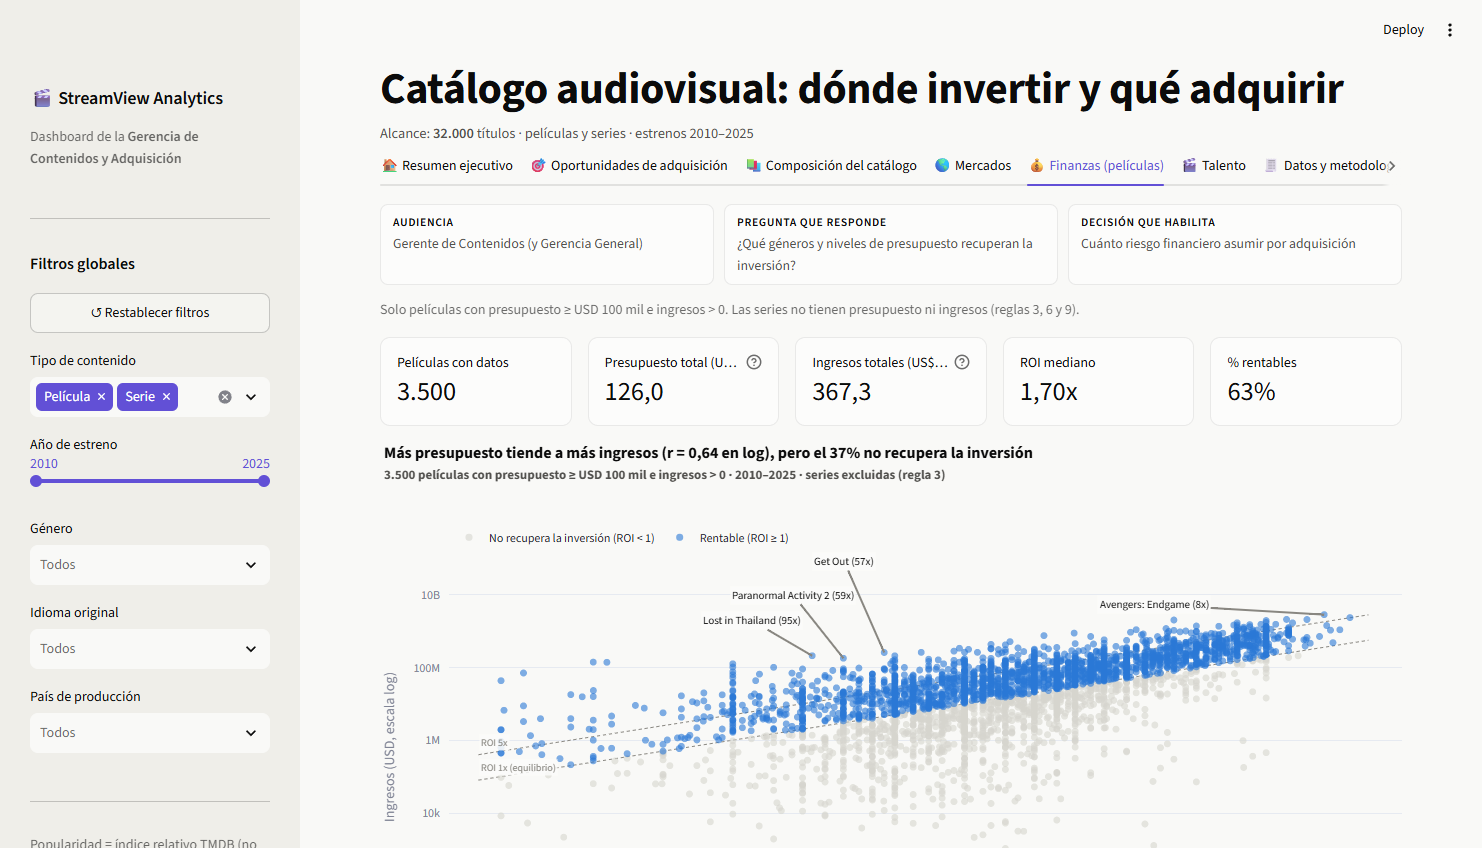 Deploy
StreamView Analytics
Dashboard de la Gerencia de
Contenidos y Adquisición
Filtros globales
↺ Restablecer filtros
Tipo de contenido
Película × Serie ×
Año de estreno
2010 2025
Género
Todos
Idioma original
Todos
País de producción
Todos
Popularidad = índice relativo TMDB (no
Catálogo audiovisual: dónde invertir y qué adquirir
Alcance: 32.000 títulos · películas y series · estrenos 2010–2025
Resumen ejecutivo Oportunidades de adquisición Composición del catálogo Mercados Finanzas (películas) Talento Datos y metodolo
AUDIENCIA
Gerente de Contenidos (y Gerencia General)
PREGUNTA QUE RESPONDE
¿Qué géneros y niveles de presupuesto recuperan la
inversión?
DECISIÓN QUE HABILITA
Cuánto riesgo financiero asumir por adquisición
Solo películas con presupuesto ≥ USD 100 mil e ingresos > 0. Las series no tienen presupuesto ni ingresos (reglas 3, 6 y 9).
Películas con datos
3.500
Presupuesto total (U...
126,0
Ingresos totales (US$...
367,3
ROI mediano
1,70x
% rentables
63%
Más presupuesto tiende a más ingresos (r = 0,64 en log), pero el 37% no recupera la inversión
3.500 películas con presupuesto ≥ USD 100 mil e ingresos > 0 · 2010–2025 · series excluidas (regla 3)
No recupera la inversión (ROI < 1) Rentable (ROI ≥ 1)
Get Out (57x)
Paranormal Activity 2 (59x)
Lost in Thailand (95x)
Avengers: Endgame (8x)
10B
100M
1M
10k
ROI 5x
ROI 1x (equilibrio)
Ingresos (USD, escala log)